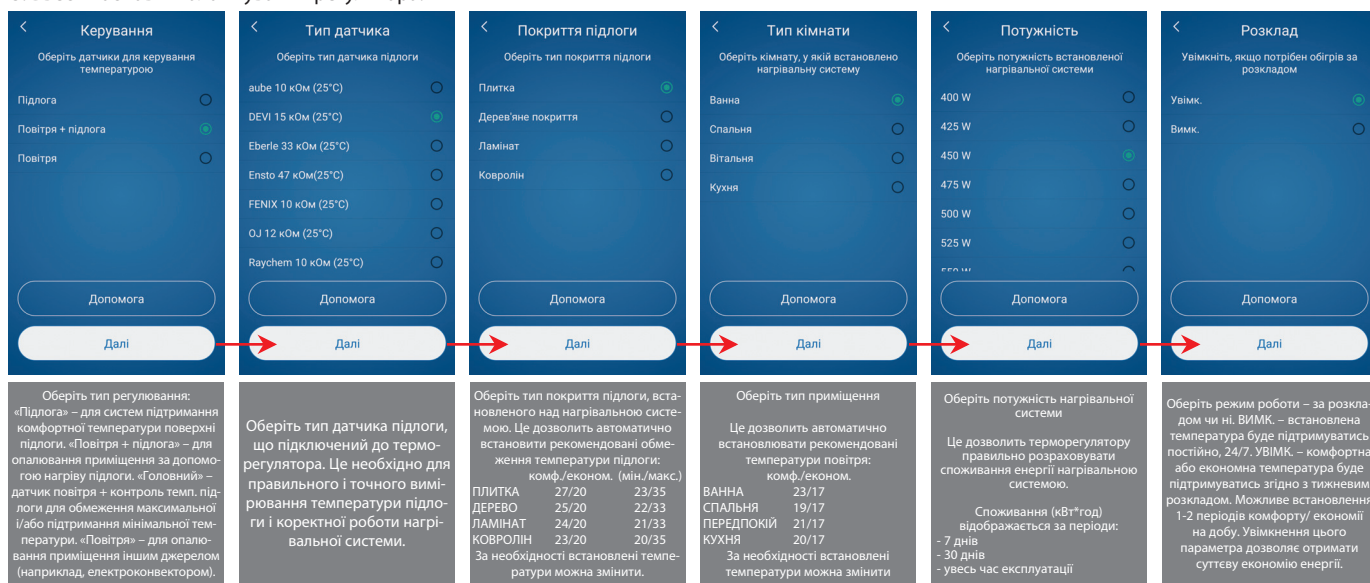 Керування
Оберіть датчики для керування
температурою
Підлога
Повітря + підлога
Повітря
Допомога
Далі
Оберіть тип регулювання:
«Підлога» – для систем підтримання
комфортної температури поверхні
підлоги. «Повітря + підлога» – для
опалювання приміщення за допомо-
гою нагріву підлоги. «Головний» –
датчик повітря + контроль темп. під-
логи для обмеження максимальної
і/або підтримання мінімальної тем-
ператури. «Повітря» – для опалю-
вання приміщення іншим джерелом
(наприклад, електроконвектором).
Тип датчика
Оберіть тип датчика підлоги
aube 10 кОм (25°C)
DEVI 15 кОм (25°C)
Eberle 33 кОм (25°C)
Ensto 47 кОм(25°C)
FENIX 10 кОм (25°C)
OJ 12 кОм (25°C)
Raychem 10 кОм (25°C)
Допомога
Далі
Оберіть тип датчика підлоги,
що підключений до термо-
регулятора. Це необхідно для
правильного і точного вимі-
рювання температури підло-
ги і коректної роботи нагрі-
вальної системи.
Покриття підлоги
Оберіть тип покриття підлоги
Плитка
Дерев'яне покриття
Ламінат
Ковролін
Допомога
Далі
Оберіть тип покриття підлоги, вста-
новленого над нагрівальною систе-
мою. Це дозволить автоматично
встановити рекомендовані обме-
ження температури підлоги:
комф./економ. (мін./макс.)
ПЛИТКА 27/20 23/35
ДЕРЕВО 25/20 22/33
ЛАМІНАТ 24/20 21/33
КОВРОЛІН 23/20 20/35
За необхідності встановлені темпе-
ратури можна змінити.
Тип кімнати
Оберіть кімнату, у якій встановлено
нагрівальну систему
Ванна
Спальня
Вітальня
Кухня
Допомога
Далі
Оберіть тип приміщення
Це дозволить автоматично
встановлювати рекомендовані
температури повітря:
комф./економ.
ВАННА 23/17
СПАЛЬНЯ 19/17
ПЕРЕДПОКІЙ 21/17
КУХНЯ 20/17
За необхідності встановлені
температури можна змінити
Потужність
Оберіть потужність встановленої
нагрівальної системи
400 W
425 W
450 W
475 W
500 W
525 W
Допомога
Далі
Оберіть потужність нагрівальної
системи
Це дозволить терморегулятору
правильно розрахувати
споживання енергії нагрівальною
системою.
Споживання (кВт*год)
відображається за періоди:
- 7 днів
- 30 днів
- увесь час експлуатації
Розклад
Увімкніть, якщо потрібен обігрів за
розкладом
Увімк.
Вимк.
Допомога
Далі
Оберіть режим роботи – за розкла-
дом чи ні. ВИМК. – встановлена
температура буде підтримуватись
постійно, 24/7. УВІМК. – комфортна
або економна температура буде
підтримуватись згідно з тижневим
розкладом. Можливе встановлення
1-2 періодів комфорту/ економії
на добу. Увімкнення цього
параметра дозволяє отримати
суттєву економію енергії.